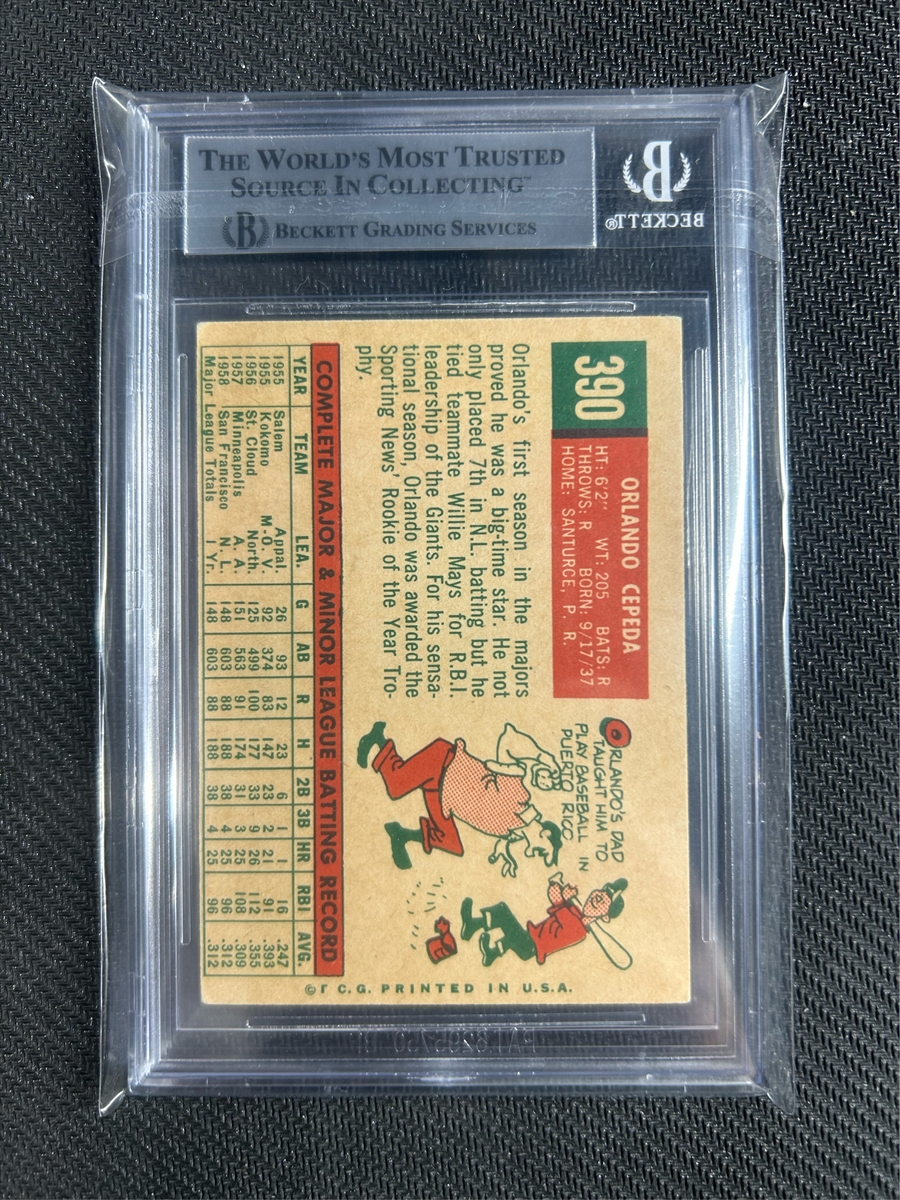 THE WORLD'S MOST TRUSTED
SOURCE IN COLLECTING™
B BECKETT GRADING SERVICES
B
BECKETT®
390
ORLANDO CEPEDA
HT: 6'2" WT: 205 BATS: R
THROWS: R BORN: 9/17/37
HOME: SANTURCE, P. R.
ORLANDO'S DAD
TAUGHT HIM TO
PLAY BASEBALL IN
PUERTO RICO
Orlando's first season in the majors
proved he was a big-time star. He not
only placed 7th in N.L. batting but he
tied teammate Willie Mays for R.B.I.
leadership of the Giants. For his sensa-
tional season, Orlando was awarded the
Sporting News' Rookie of the Year Tro-
phy.
COMPLETE MAJOR & MINOR LEAGUE BATTING RECORD
YEAR TEAM LEA. G AB R H 2B 3B HR RBI AVG.
1955 Salem Appal. 26 93 12 23 6 1 1 16 .247
1955 Kokomo M.-O. V. 92 374 83 147 23 2 21 91 .393
1956 St. Cloud North. 125 499 100 177 33 9 26 112 .355
1957 Minneapolis A. A. 151 563 91 174 31 3 25 108 .309
1958 San Francisco N. L. 148 603 88 188 38 4 25 96 .312
Major League Totals 1 Yr. 148 603 88 188 38 4 25 96 .312
©T. C. G. PRINTED IN U. S. A.